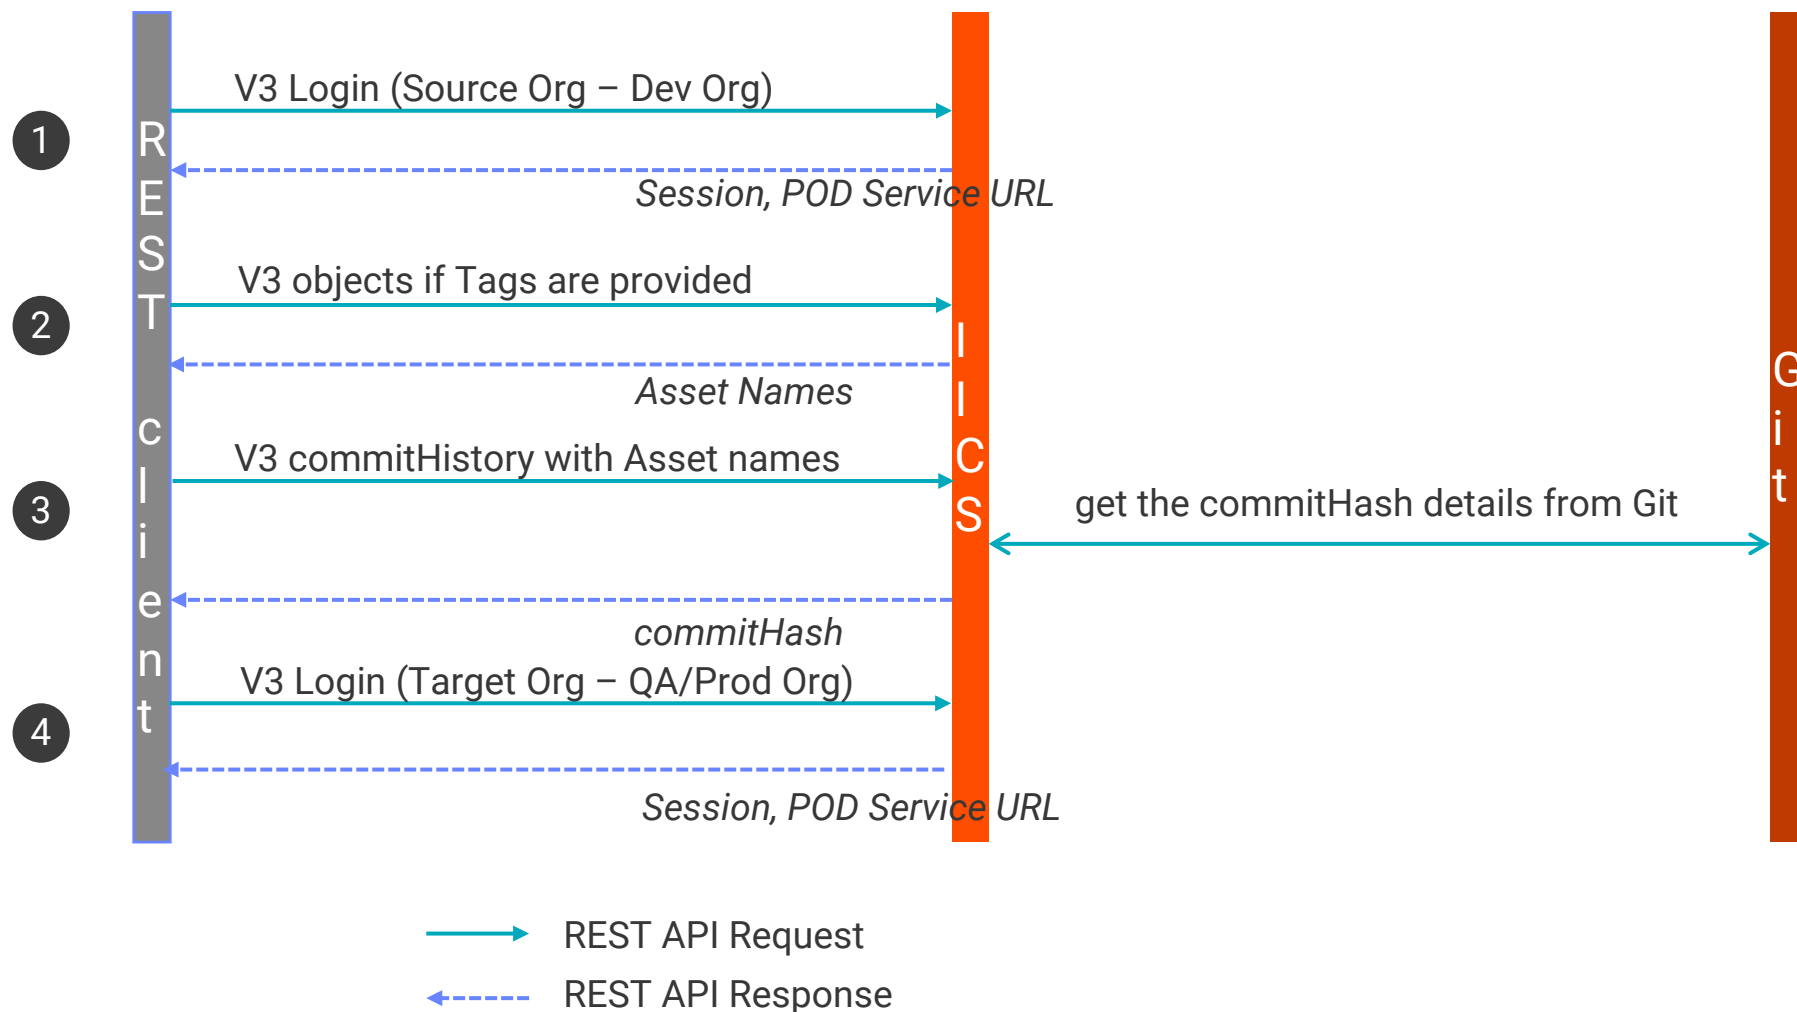 V3 Login (Source Org – Dev Org)
1
Session, POD Service URL
V3 objects if Tags are provided
2
Asset Names
V3 commitHistory with Asset names
3
get the commitHash details from Git
commitHash
V3 Login (Target Org – QA/Prod Org)
4
Session, POD Service URL
REST client
IICS
Git
REST API Request
REST API Response